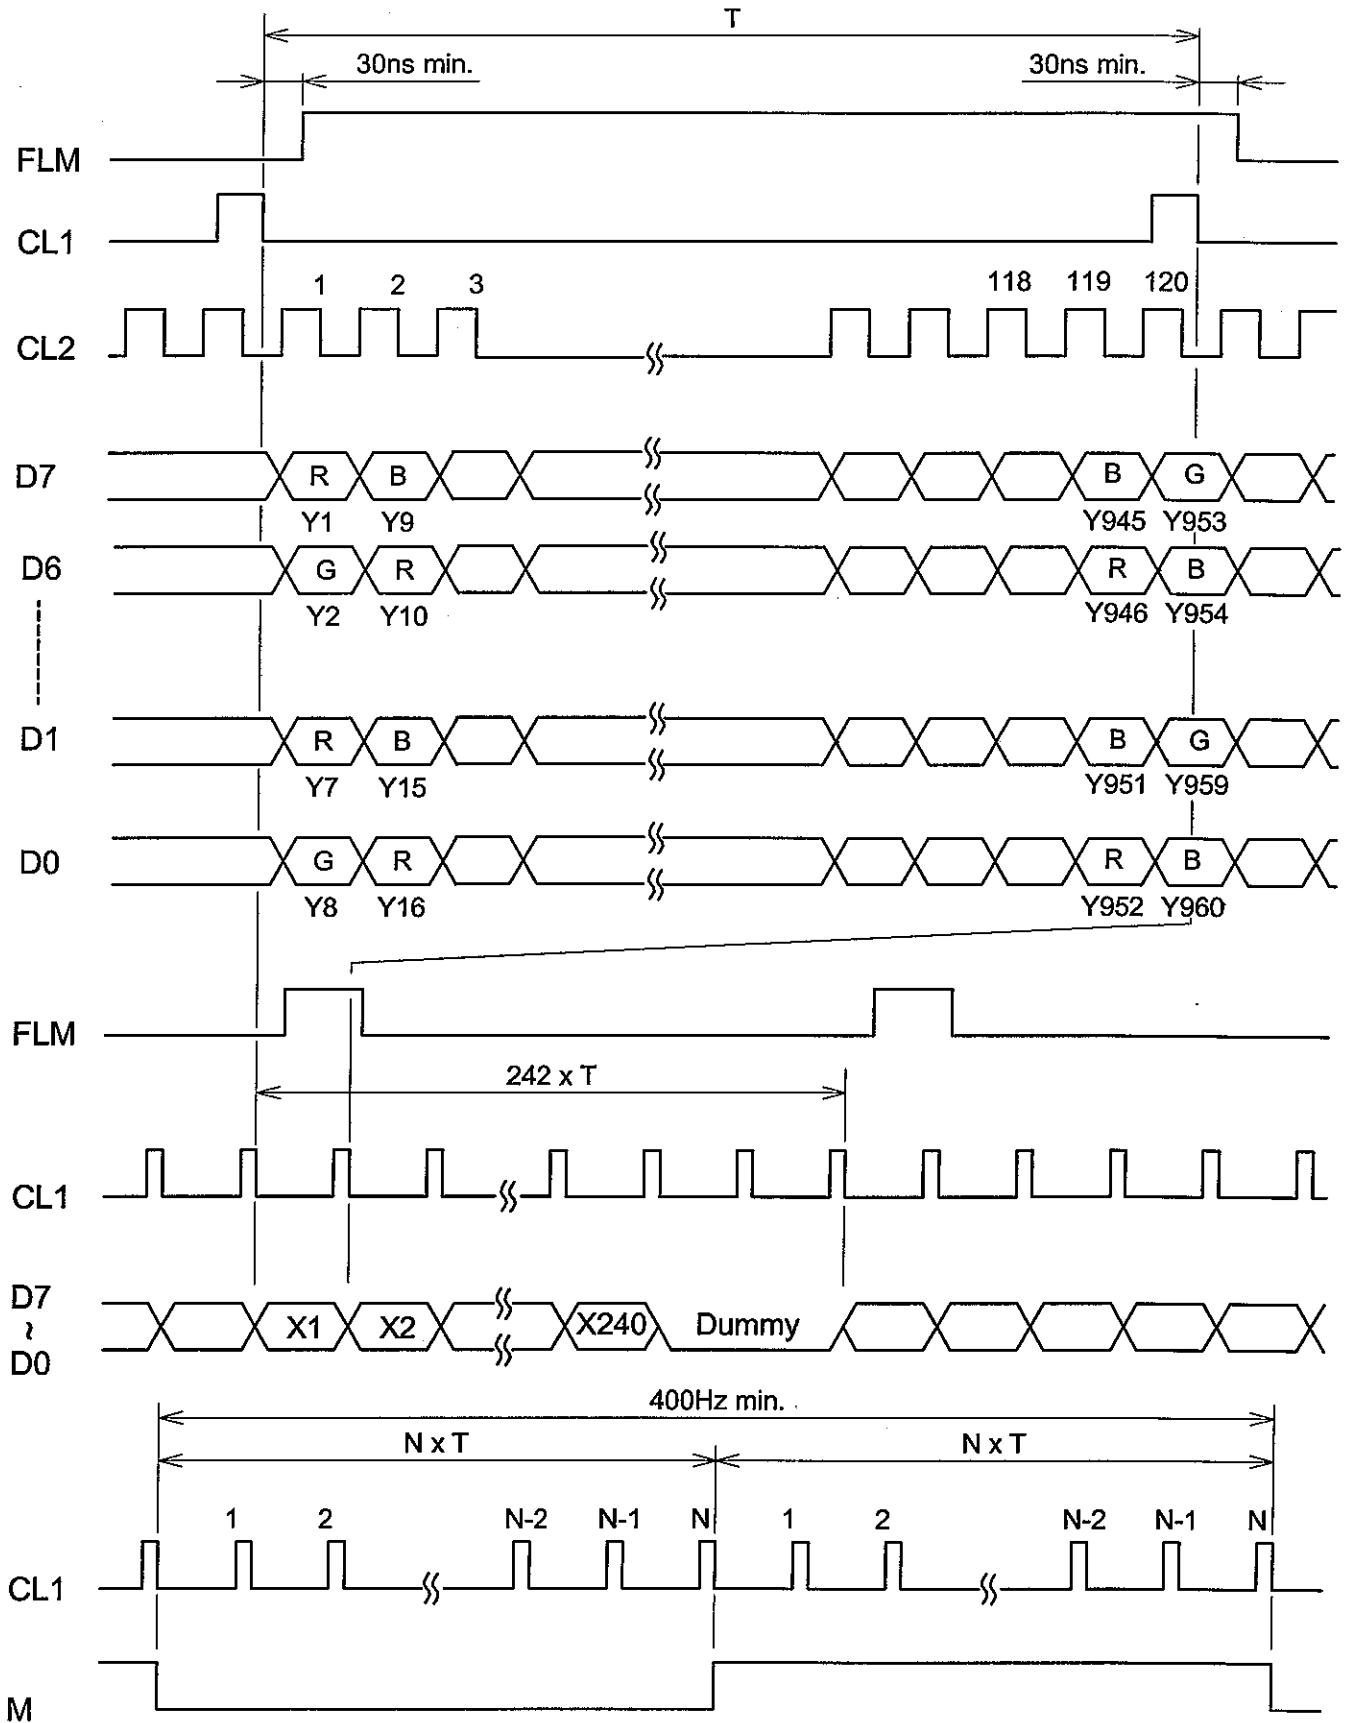 T
30ns min. 30ns min.
FLM
CL1
1 2 3 118 119 120
CL2
D7 R B B G
Y1 Y9 Y945 Y953
D6 G R R B
Y2 Y10 Y946 Y954
D1 R B B G
Y7 Y15 Y951 Y959
D0 G R R B
Y8 Y16 Y952 Y960
FLM
242 x T
CL1
D7
~
D0
X1 X2 X240 Dummy
400Hz min.
N x T N x T
1 2 N-2 N-1 N 1 2 N-2 N-1 N
CL1
M